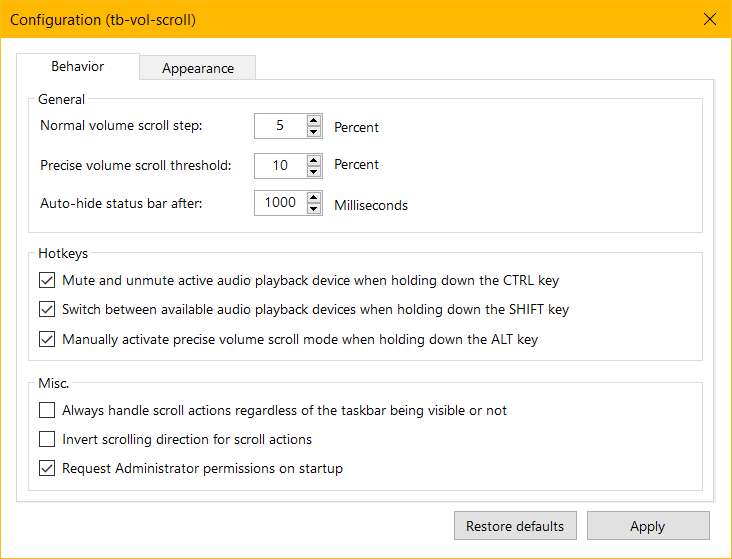 Configuration (tb-vol-scroll)
Behavior
Appearance
General
Normal volume scroll step: 5 Percent
Precise volume scroll threshold: 10 Percent
Auto-hide status bar after: 1000 Milliseconds
Hotkeys
Mute and unmute active audio playback device when holding down the CTRL key
Switch between available audio playback devices when holding down the SHIFT key
Manually activate precise volume scroll mode when holding down the ALT key
Misc.
Always handle scroll actions regardless of the taskbar being visible or not
Invert scrolling direction for scroll actions
Request Administrator permissions on startup
Restore defaults
Apply